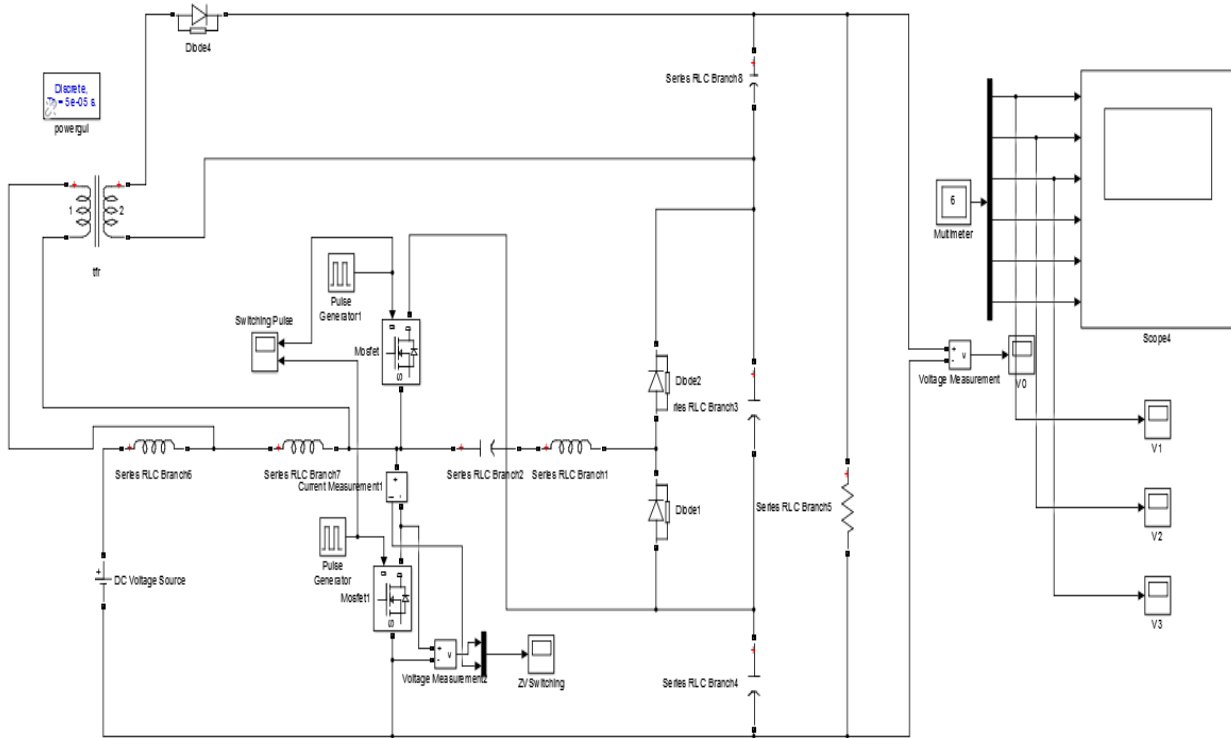 Diode4
Discrete,
= 5e-05 s.
powergui
Series RLC Branch8
1
2
tfr
6
Multimeter
Scope4
Pulse
Generator1
Switching Pulse
Mosfet
D
S
Diode2
ries RLC Branch3
+
-
v
Voltage Measurement
V0
V1
Series RLC Branch6
Series RLC Branch7
Series RLC Branch2
Series RLC Branch1
Current Measurement1
Diode1
Series RLC Branch5
V2
Pulse
Generator
Mosfet1
DC Voltage Source
V3
Voltage Measurement2
ZVSwitching
Series RLC Branch4